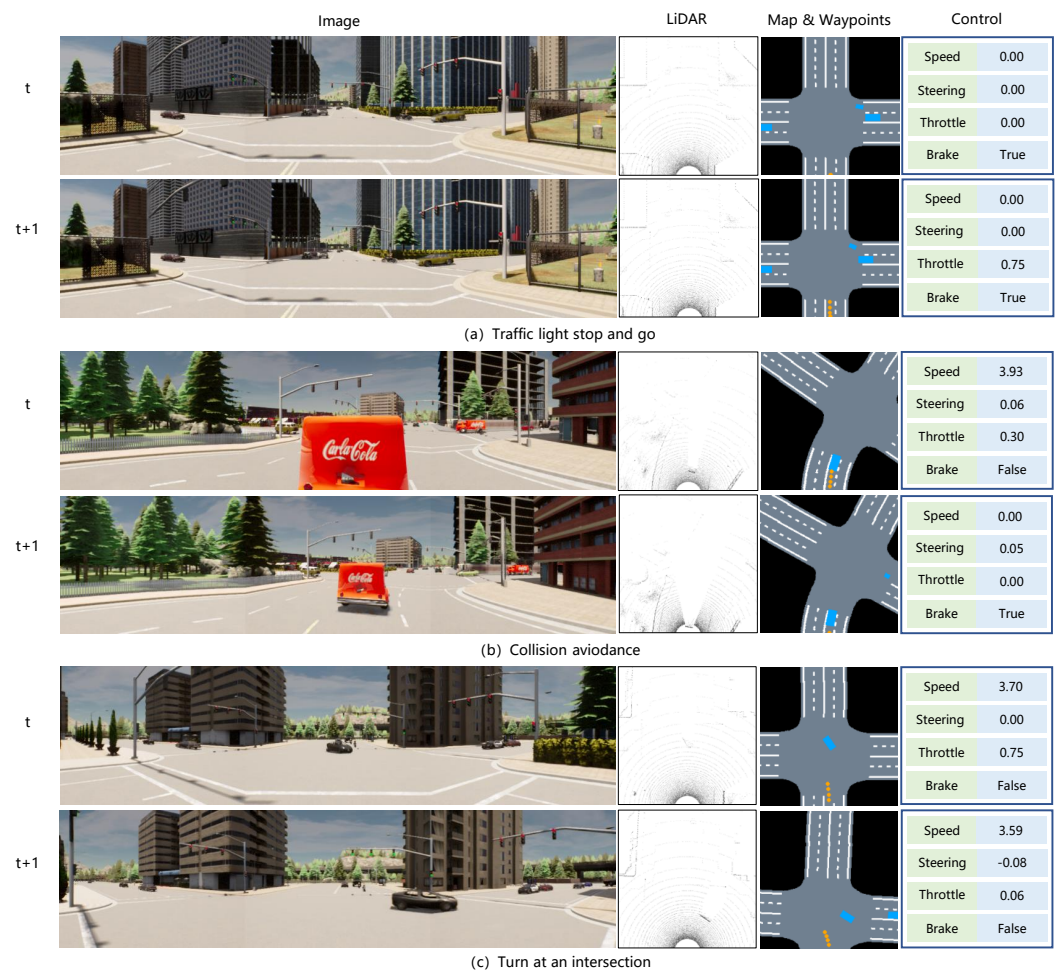 Image LiDAR Map & Waypoints Control
t
Speed 0.00
Steering 0.00
Throttle 0.00
Brake True
t+1
Speed 0.00
Steering 0.00
Throttle 0.75
Brake True
(a) Traffic light stop and go
t
CarlaCola
Speed 3.93
Steering 0.06
Throttle 0.30
Brake False
t+1
CarlaCola
Speed 0.00
Steering 0.05
Throttle 0.00
Brake True
(b) Collision aviodance
t
Speed 3.70
Steering 0.00
Throttle 0.75
Brake False
t+1
Speed 3.59
Steering -0.08
Throttle 0.06
Brake False
(c) Turn at an intersection